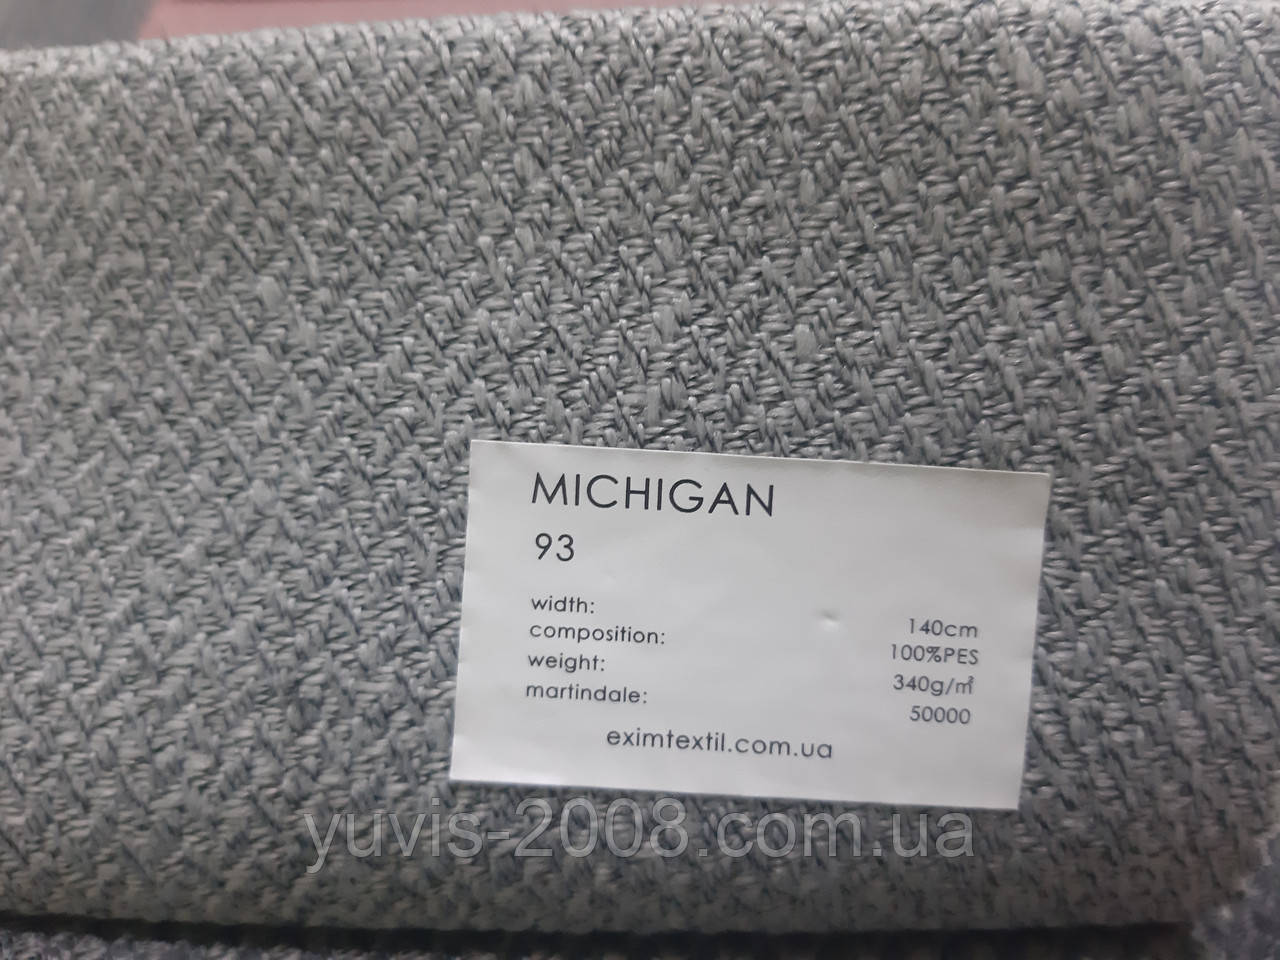 MICHIGAN
93
width: 140cm
composition: 100%PES
weight: 340g/m²
martindale: 50000
eximtextil.com.ua
yuvis-2008.com.ua